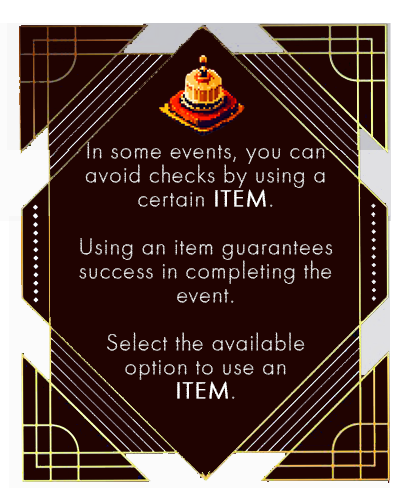 In some events, you can
avoid checks by using a
certain ITEM.
Using an item guarantees
success in completing the
event.
Select the available
option to use an
ITEM.